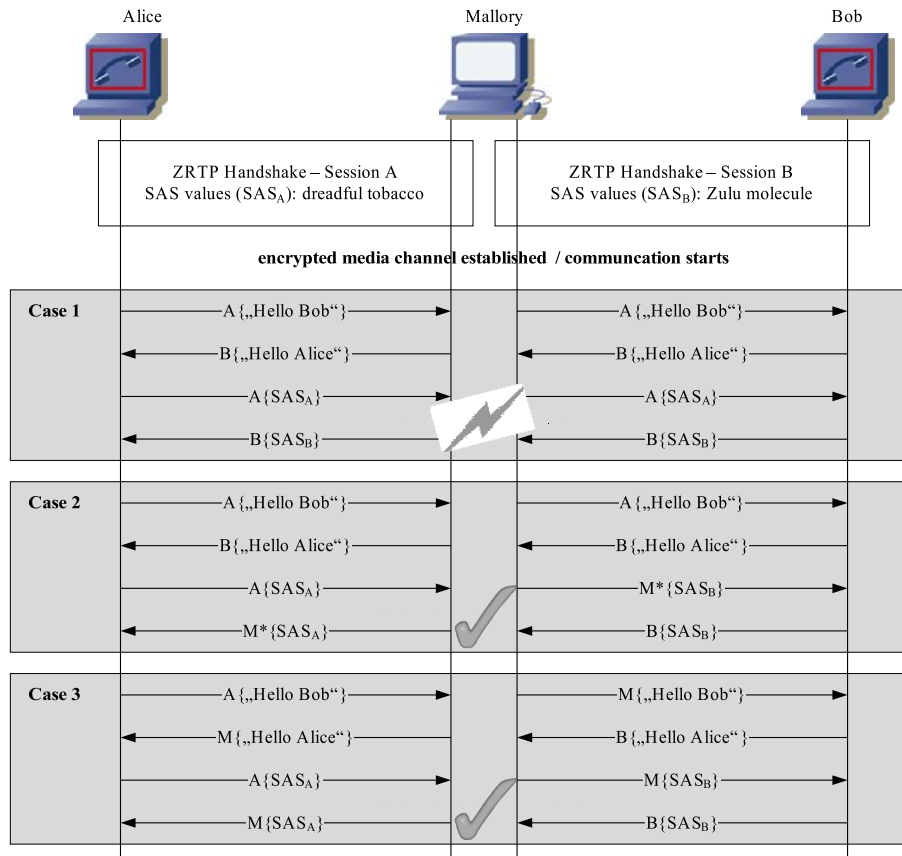 Alice Mallory Bob
ZRTP Handshake – Session A
SAS values (SASA): dreadful tobacco
ZRTP Handshake – Session B
SAS values (SASB): Zulu molecule
encrypted media channel established / communcation starts
Case 1
A{„Hello Bob“} A{„Hello Bob“}
B{„Hello Alice“} B{„Hello Alice“}
A{SASA} A{SASA}
B{SASB} B{SASB}
Case 2
A{„Hello Bob“} A{„Hello Bob“}
B{„Hello Alice“} B{„Hello Alice“}
A{SASA} M*{SASB}
M*{SASA} B{SASB}
Case 3
A{„Hello Bob“} M{„Hello Bob“}
M{„Hello Alice“} B{„Hello Alice“}
A{SASA} M{SASB}
M{SASA} B{SASB}